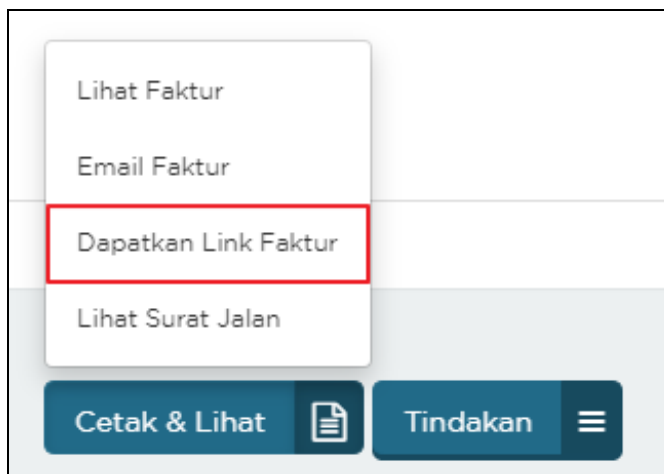 Lihat Faktur
Email Faktur
Dapatkan Link Faktur
Lihat Surat Jalan
Cetak & Lihat
Tindakan